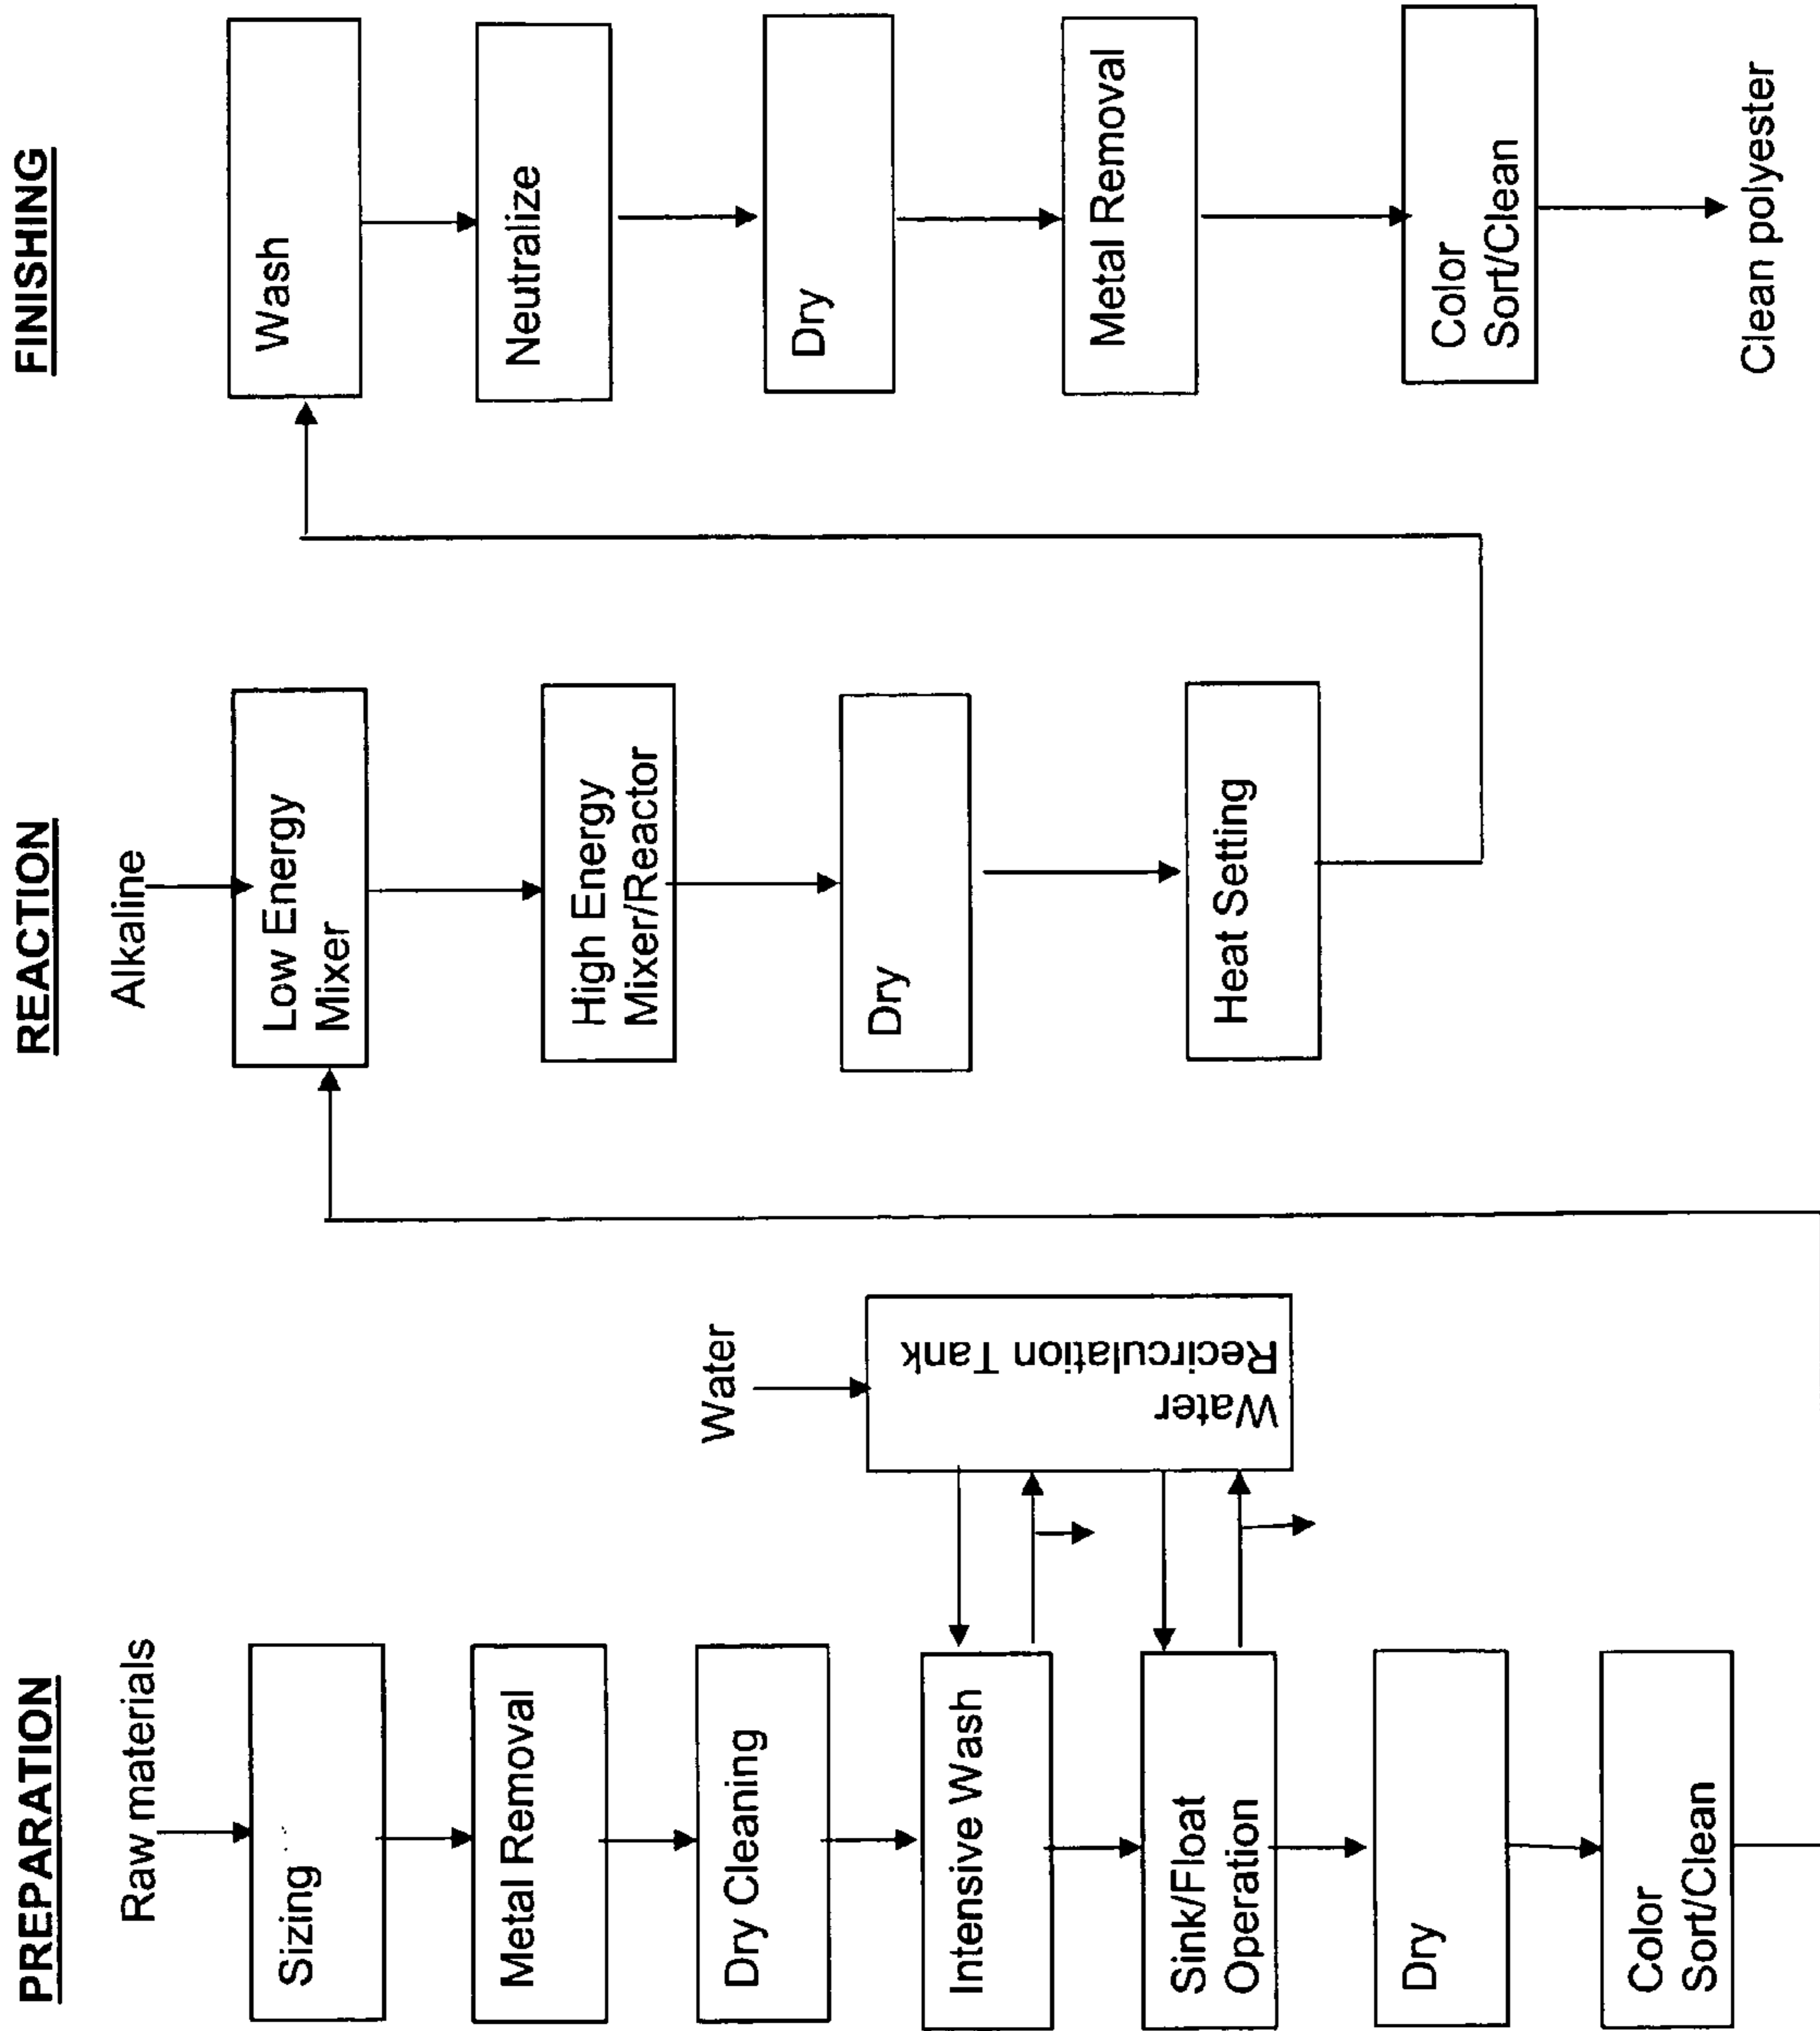 PREPARATION
Raw materials
Sizing
Metal Removal
Dry Cleaning
Intensive Wash
Sink/Float
Operation
Dry
Color
Sort/Clean
Water
Water
Recirculation Tank
REACTION
Alkaline
Low Energy
Mixer
High Energy
Mixer/Reactor
Dry
Heat Setting
FINISHING
Wash
Neutralize
Dry
Metal Removal
Color
Sort/Clean
Clean polyester